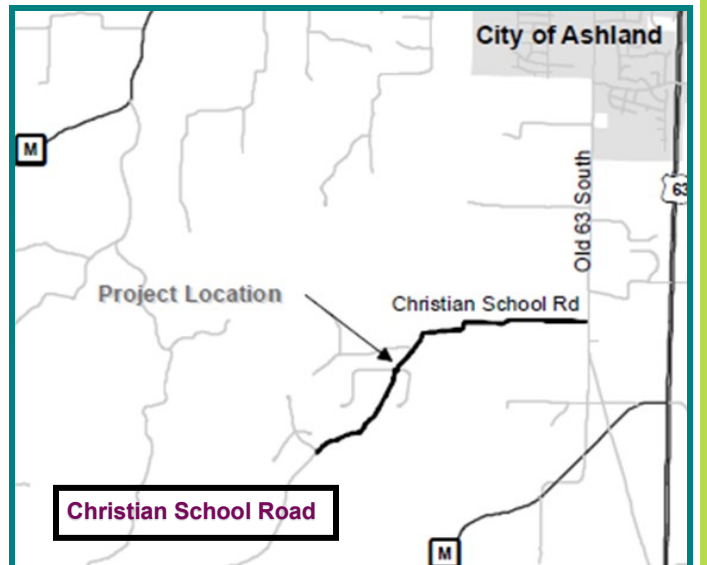 City of Ashland
M
63
Old 63 South
Project Location
Christian School Rd
Christian School Road
M